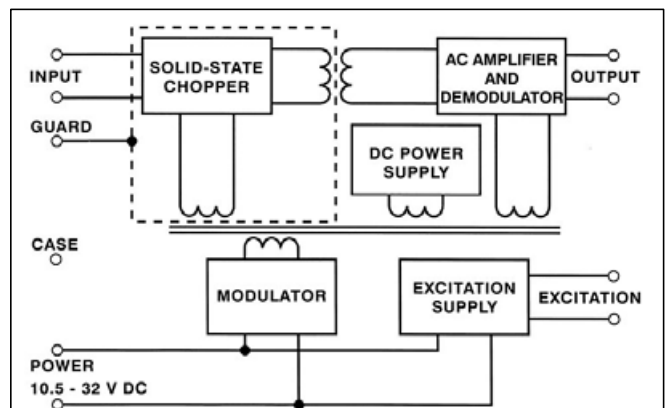 INPUT
SOLID-STATE
CHOPPER
AC AMPLIFIER
AND
DEMODULATOR
OUTPUT
GUARD
DC POWER
SUPPLY
CASE
MODULATOR
EXCITATION
SUPPLY
EXCITATION
POWER
10.5 - 32 V DC